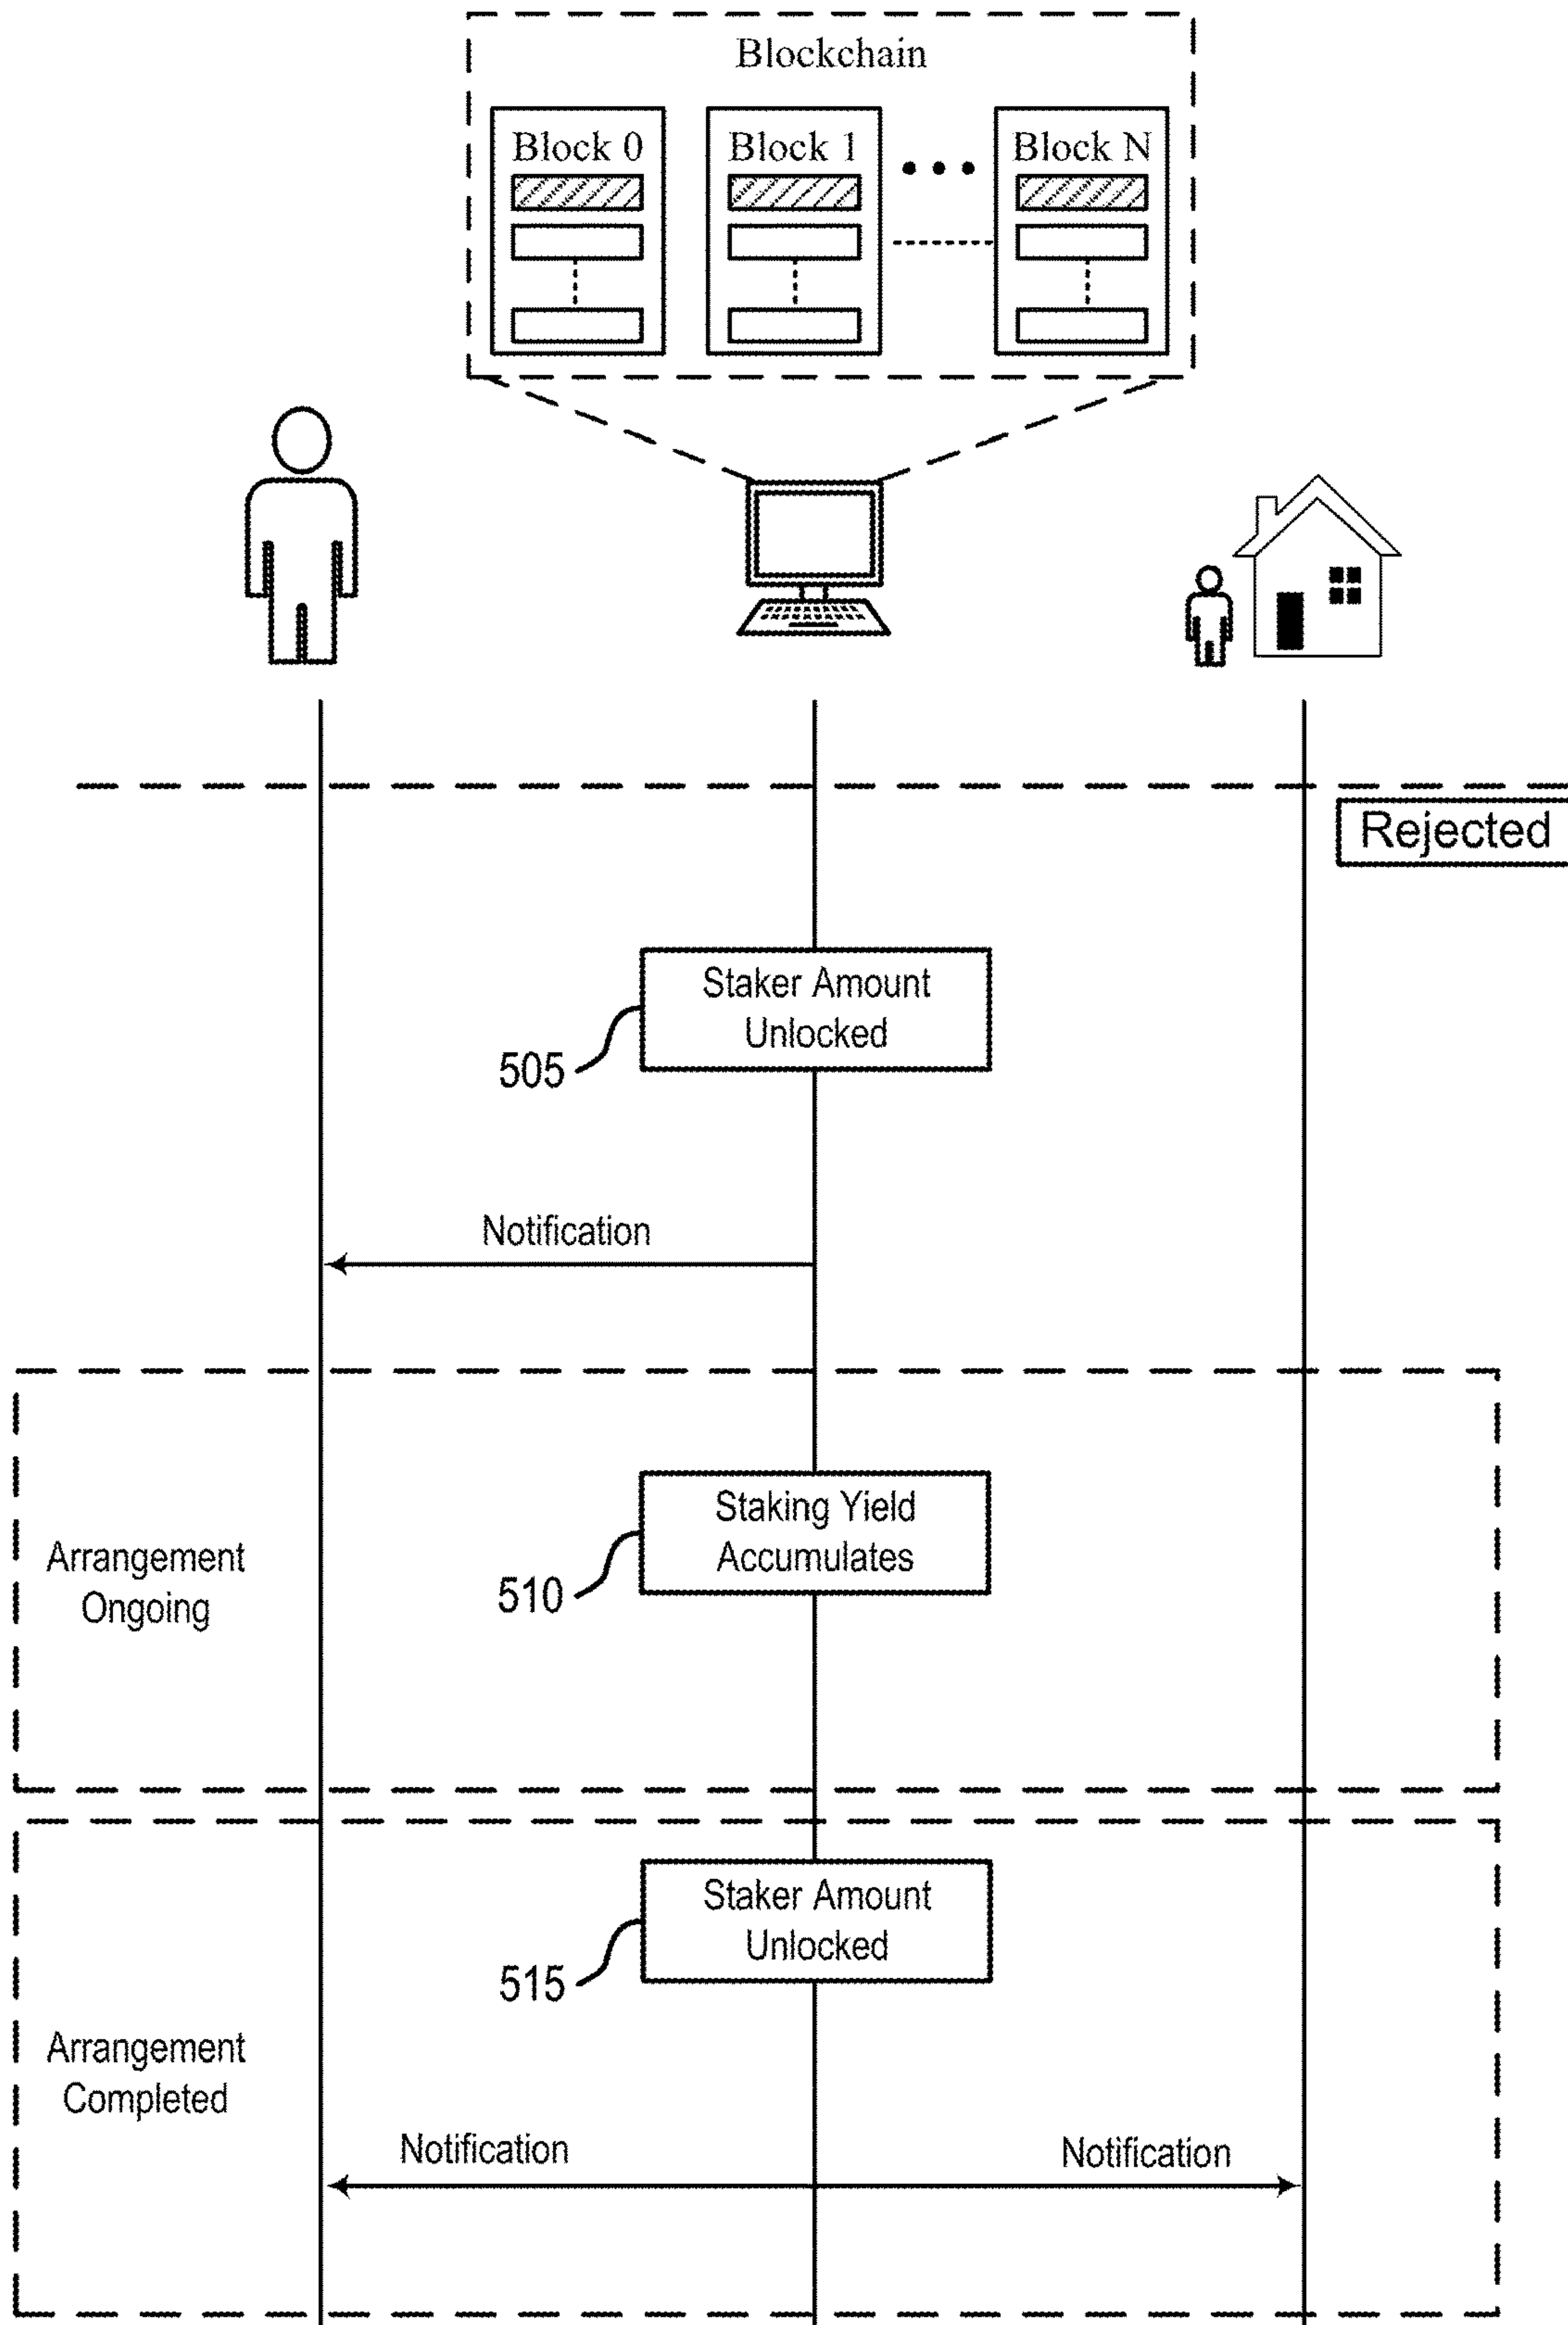 Blockchain
Block 0
Block 1
Block N
Rejected
Staker Amount
Unlocked
505
Notification
Staking Yield
Accumulates
510
Arrangement
Ongoing
Staker Amount
Unlocked
515
Arrangement
Completed
Notification
Notification